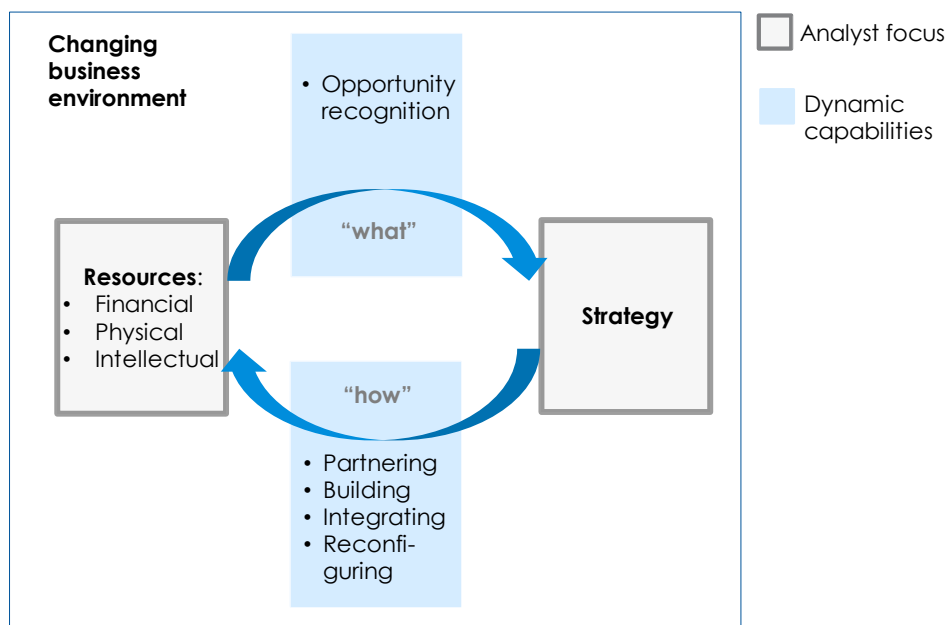 Changing
business
environment
• Opportunity
recognition
“what”
Resources:
• Financial
• Physical
• Intellectual
Strategy
“how”
• Partnering
• Building
• Integrating
• Reconfi-
guring
Analyst focus
Dynamic
capabilities